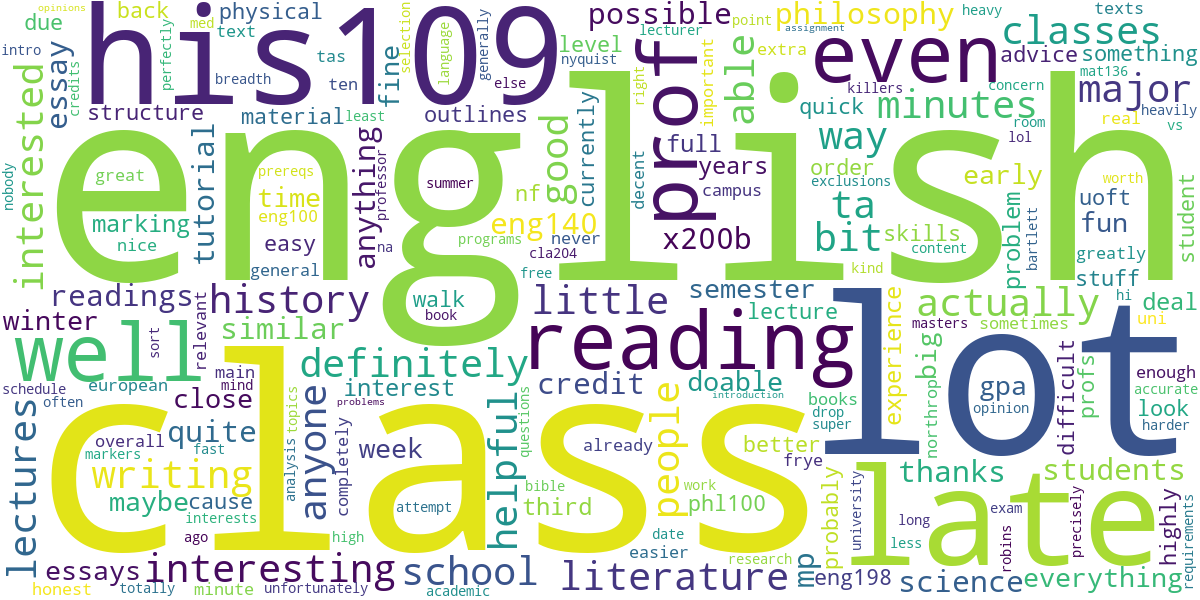 opinions
due
back
physical
possible
philosophy
heavy
texts
intro
med
text
his109
selection
language
generally
lecturer
point
classes
essay
credits
perfectly
tas
fine
level
nyquist
extra
even
advice
something
interested
breadth
ten
else
prof
able
assignment
killers
concern
mat136
major
structure
material
least
outlines
currently
right
important
quick
minutes
room
real
heavily
lol
vs
nobody
english
tutorial
anything
professor
good
decent
full
years
way
order
early
student
great
prereqs
summer
nf
campus
exclusions
problem
uoft
time
eng100
marking
nice
easy
general
na
programs
eng140
never
cla204
free
x200b
ta
bit
skills
content
kind
fun
bartlett
greatly
stuff
hi
readings
history
walk
book
little
semester
lecture
actually
deal
winter
sort
relevant
similar
well
definitely
reading
lot
experience
masters
sometimes
uni
big
main
mind
interest
credit
doable
books
gpa
opinion
difficult
profs
enough
accurate
look
harder
schedule
european
often
close
class
anyone
helpful
questions
introduction
people
drop
super
northrop
lectures
overall
markers
quite
fast
topics
analysis
problems
completely
week
already
better
frye
writing
maybe
cause
interests
attempt
bible
third
work
phl100
probably
university
late
thanks
students
ago
high
date
easier
research
long
less
exam
robins
precisely
highly
worth
requirements
essays
interesting
school
literature
mp
eng198
science
everything
honest
totally
minute
unfortunately
academic